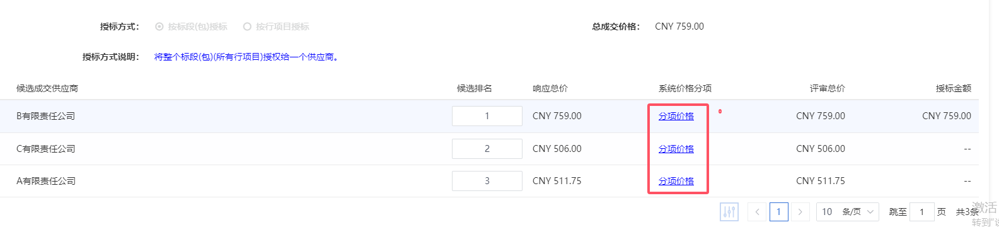 授标方式： 按标段(包)授标 按行项目授标 总成交价格： CNY 759.00
授标方式说明： 将整个标段(包)(所有行项目)授权给一个供应商。
候选成交供应商 候选排名 响应总价 系统价格分项 评审总价 授标金额
B有限责任公司 1 CNY 759.00 分项价格 CNY 759.00 CNY 759.00
C有限责任公司 2 CNY 506.00 分项价格 CNY 506.00 --
A有限责任公司 3 CNY 511.75 分项价格 CNY 511.75 --
1 10 条/页 跳至 1 页 共3条
激活
转到"设